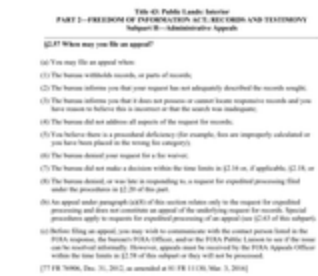 Title 43: Public Lands: Interior
PART 2—FREEDOM OF INFORMATION ACT; RECORDS AND TESTIMONY
Subpart H—Administrative Appeals
§2.57 When may you file an appeal?
(a) You may file an appeal when:
(1) The bureau withholds records, or parts of records;
(2) The bureau informs you that your request has not adequately described the records sought;
(3) The bureau informs you that it does not possess or cannot locate responsive records and you
have reason to believe this is incorrect or that the search was inadequate;
(4) The bureau did not address all aspects of the request for records;
(5) You believe there is a procedural deficiency (for example, fees are improperly calculated or
you have been placed in the wrong fee category);
(6) The bureau denied your request for a fee waiver;
(7) The bureau did not make a decision within the time limits in §2.16 or, if applicable, §2.18; or
(8) The bureau denied, or was late in responding to, a request for expedited processing filed
under the procedures in §2.20 of this part.
(b) An appeal under paragraph (a)(8) of this section relates only to the request for expedited
processing and does not constitute an appeal of the underlying request for records. Special
procedures apply to requests for expedited processing of an appeal (see §2.63 of this subpart).
(c) Before filing an appeal, you may wish to communicate with the contact person listed in the
FOIA response, the bureau's FOIA Officer, and/or the FOIA Public Liaison to see if the issue
can be resolved informally. However, appeals must be received by the FOIA Appeals Officer
within the time limits in §2.58 of this subpart or they will not be processed.
[77 FR 76906, Dec. 31, 2012, as amended at 81 FR 11130, Mar. 3, 2016]